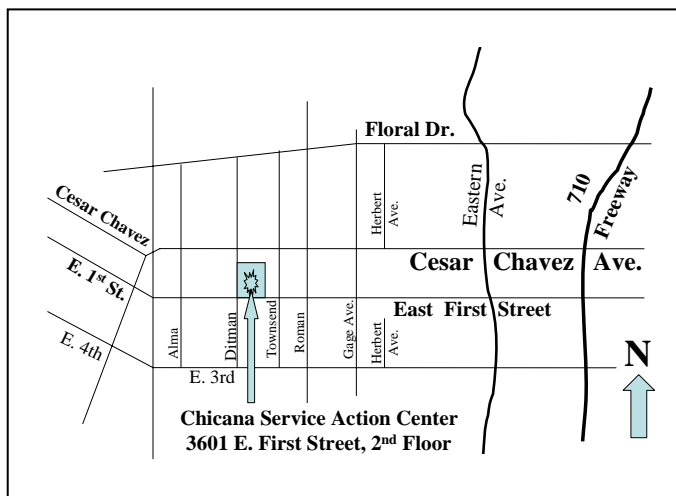 Floral Dr.
Cesar Chavez
Herbert
Ave.
Eastern
Ave.
710
Freeway
Cesar Chavez Ave.
E. 1st St.
East First Street
E. 4th
Alma
Ditman
Townsend
Roman
Gage Ave.
Herbert
Ave.
E. 3rd
N
Chicana Service Action Center
3601 E. First Street, 2nd Floor